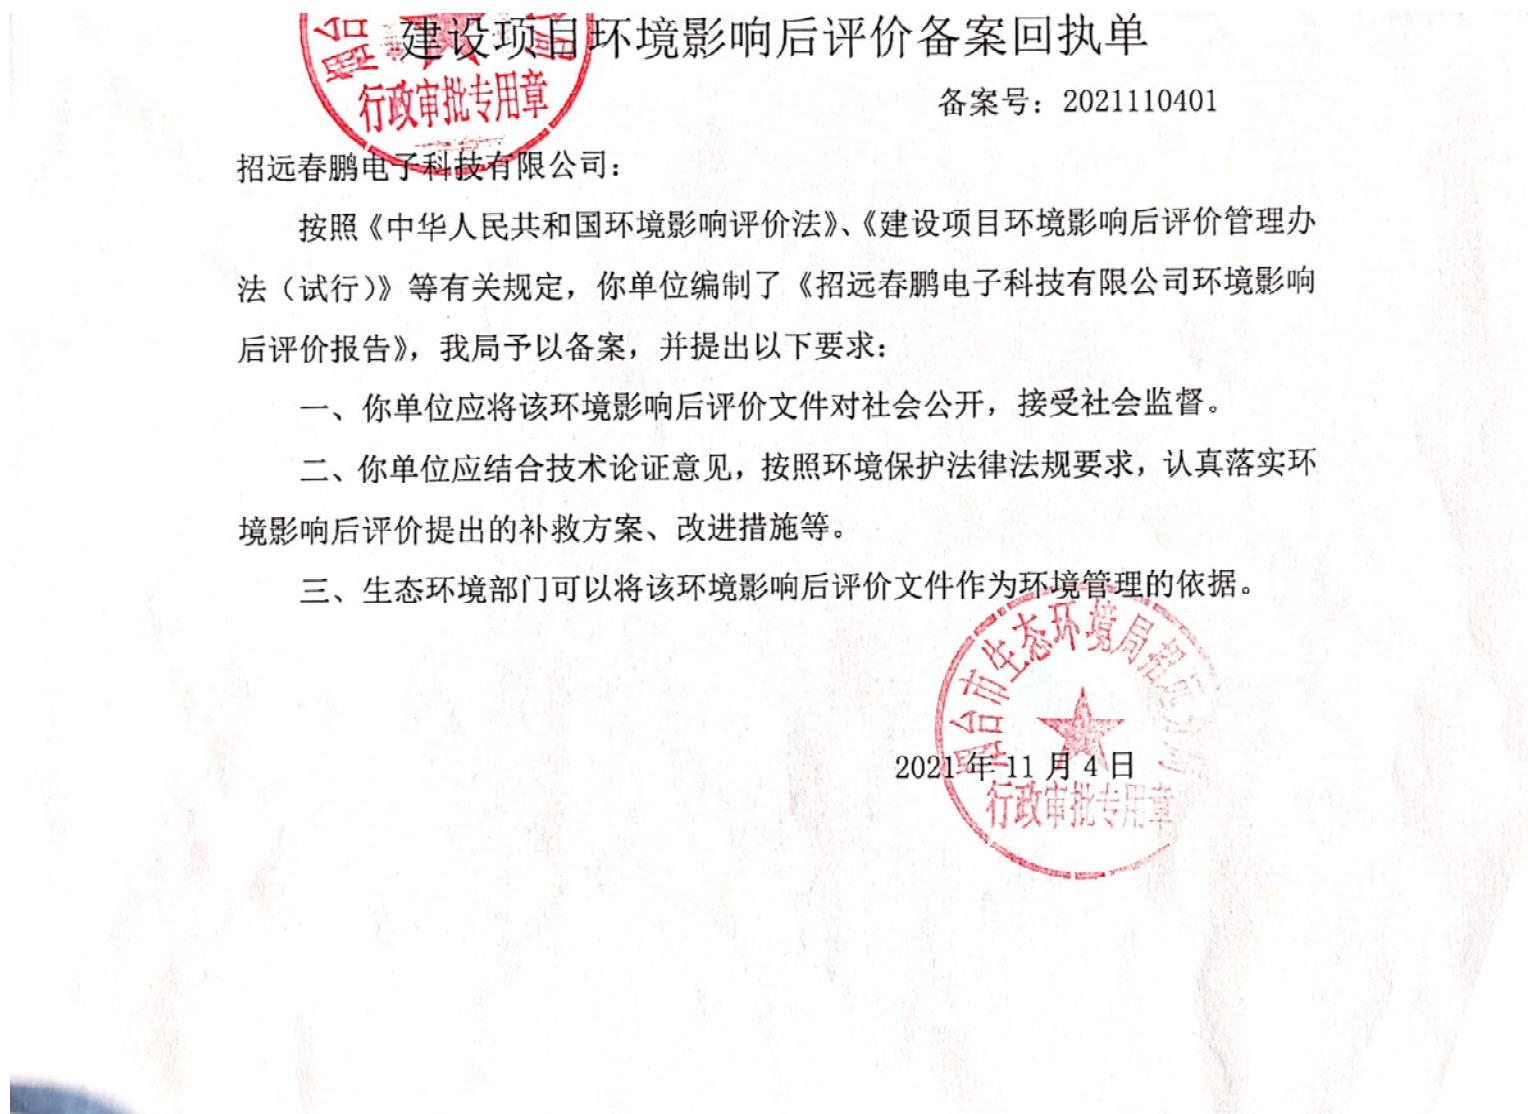 建设项目环境影响后评价备案回执单
行政审批专用章
备案号：2021110401
招远春鹏电子科技有限公司：
按照《中华人民共和国环境影响评价法》、《建设项目环境影响后评价管理办
法（试行）》等有关规定，你单位编制了《招远春鹏电子科技有限公司环境影响
后评价报告》，我局予以备案，并提出以下要求：
一、你单位应将该环境影响后评价文件对社会公开，接受社会监督。
二、你单位应结合技术论证意见，按照环境保护法律法规要求，认真落实环
境影响后评价提出的补救方案、改进措施等。
三、生态环境部门可以将该环境影响后评价文件作为环境管理的依据。
烟台市生态环境局招远分局
2021年11月4日
行政审批专用章